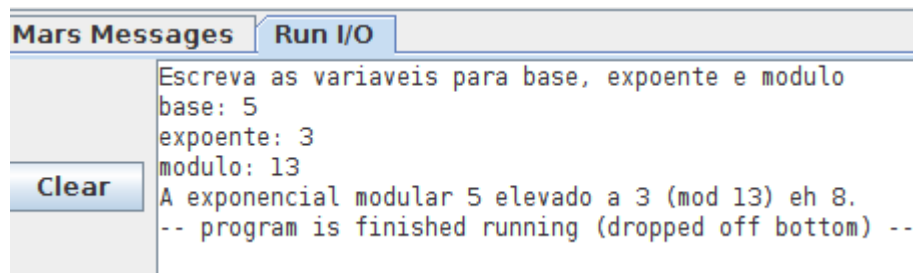 Mars Messages Run I/O
Escreva as variaveis para base, expoente e modulo
base: 5
expoente: 3
modulo: 13
Clear
A exponencial modular 5 elevado a 3 (mod 13) eh 8.
-- program is finished running (dropped off bottom) --